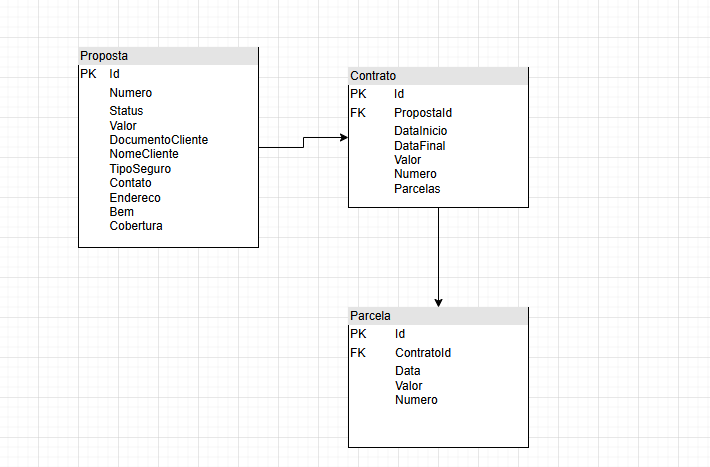 Proposta
PK Id
Numero
Status
Valor
DocumentoCliente
NomeCliente
TipoSeguro
Contato
Endereco
Bem
Cobertura
Contrato
PK Id
FK PropostaId
DataInicio
DataFinal
Valor
Numero
Parcelas
Parcela
PK Id
FK ContratoId
Data
Valor
Numero